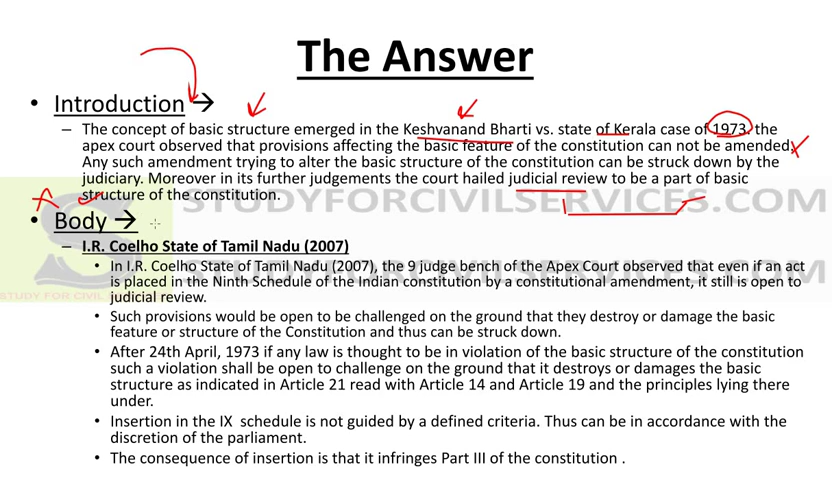 The Answer
• Introduction →
– The concept of basic structure emerged in the Keshvanand Bharti vs. state of Kerala case of 1973. the
apex court observed that provisions affecting the basic feature of the constitution can not be amended.
Any such amendment trying to alter the basic structure of the constitution can be struck down by the
judiciary. Moreover in its further judgements the court hailed judicial review to be a part of basic
structure of the constitution.
STUDYFORCIVILSERVICES.COM
• Body →
– I.R. Coelho State of Tamil Nadu (2007)
• In I.R. Coelho State of Tamil Nadu (2007), the 9 judge bench of the Apex Court observed that even if an act
is placed in the Ninth Schedule of the Indian constitution by a constitutional amendment, it still is open to
judicial review.
• Such provisions would be open to be challenged on the ground that they destroy or damage the basic
feature or structure of the Constitution and thus can be struck down.
• After 24th April, 1973 if any law is thought to be in violation of the basic structure of the constitution
such a violation shall be open to challenge on the ground that it destroys or damages the basic
structure as indicated in Article 21 read with Article 14 and Article 19 and the principles lying there
under.
• Insertion in the IX schedule is not guided by a defined criteria. Thus can be in accordance with the
discretion of the parliament.
• The consequence of insertion is that it infringes Part III of the constitution .